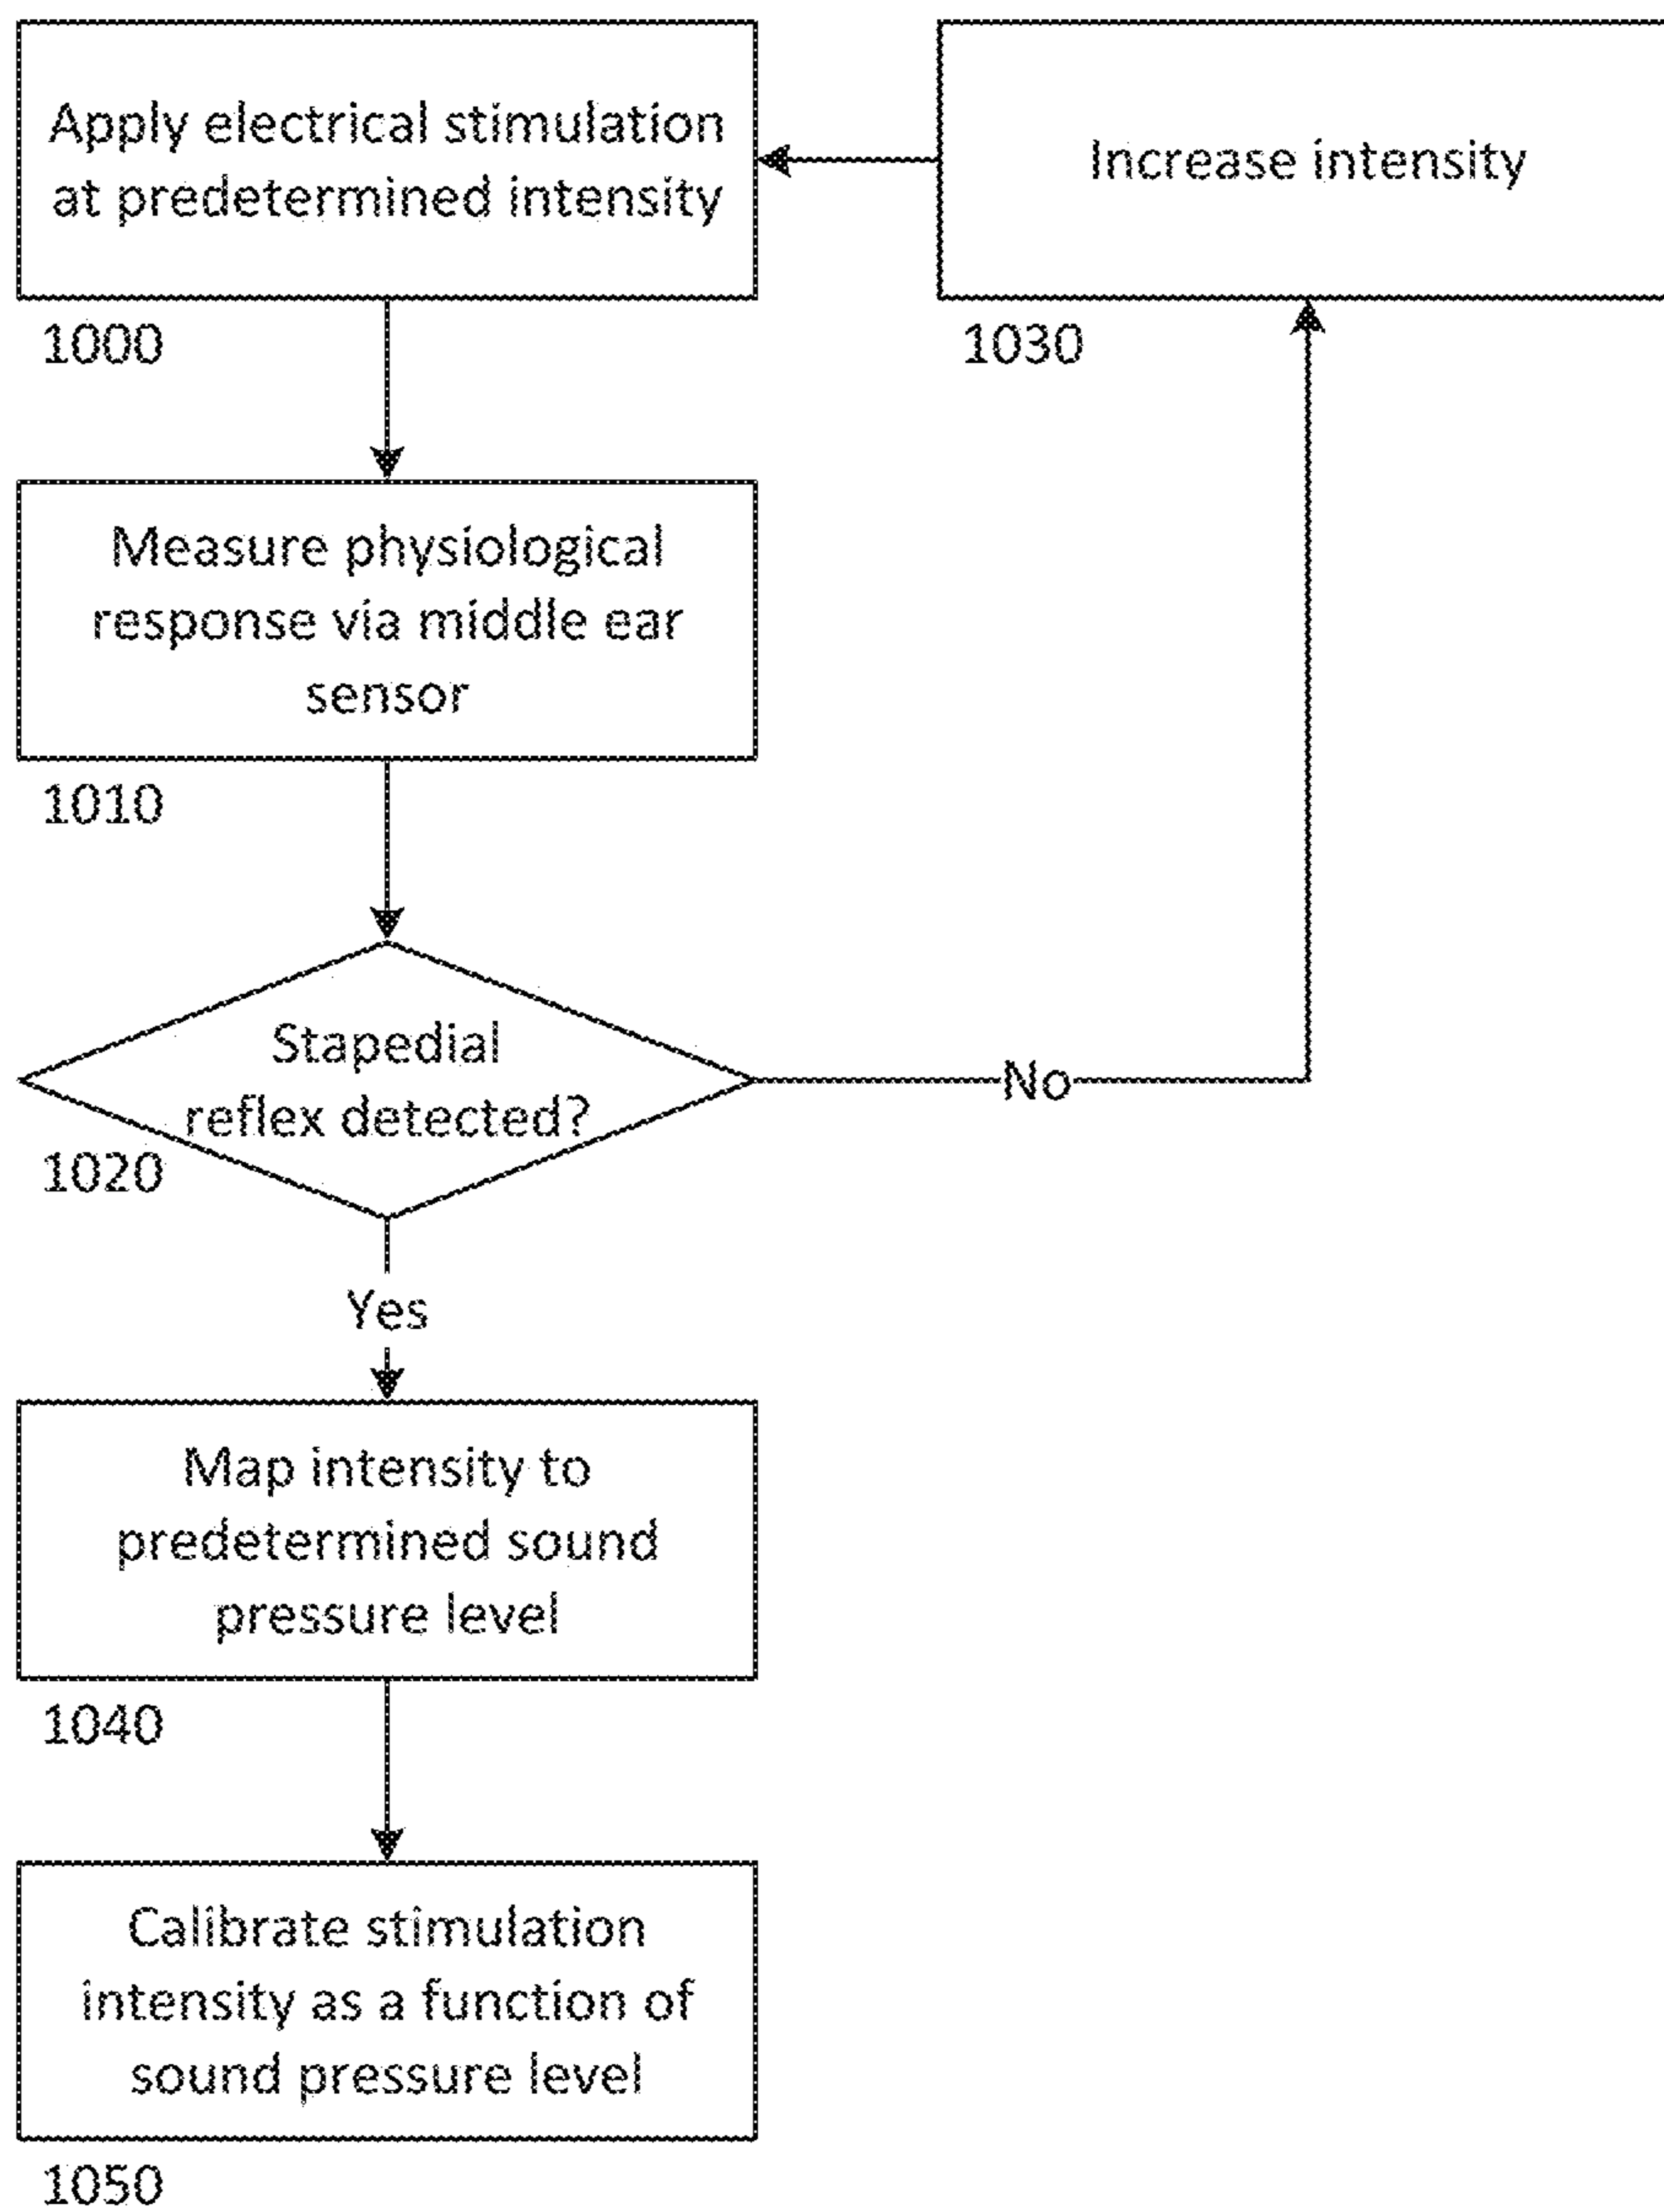 Apply electrical stimulation
at predetermined intensity
1000
Increase intensity
1030
Measure physiological
response via middle ear
sensor
1010
Stapedial
reflex detected?
1020
No
Yes
Map intensity to
predetermined sound
pressure level
1040
Calibrate stimulation
intensity as a function of
sound pressure level
1050